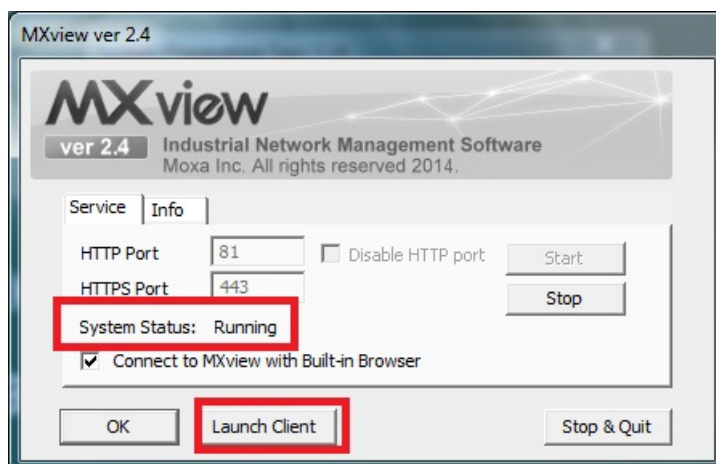 MXview ver 2.4
MXview
ver 2.4 Industrial Network Management Software
Moxa Inc. All rights reserved 2014.
Service Info
HTTP Port 81 Disable HTTP port Start
HTTPS Port 443 Stop
System Status: Running
Connect to MXview with Built-in Browser
OK Launch Client Stop & Quit